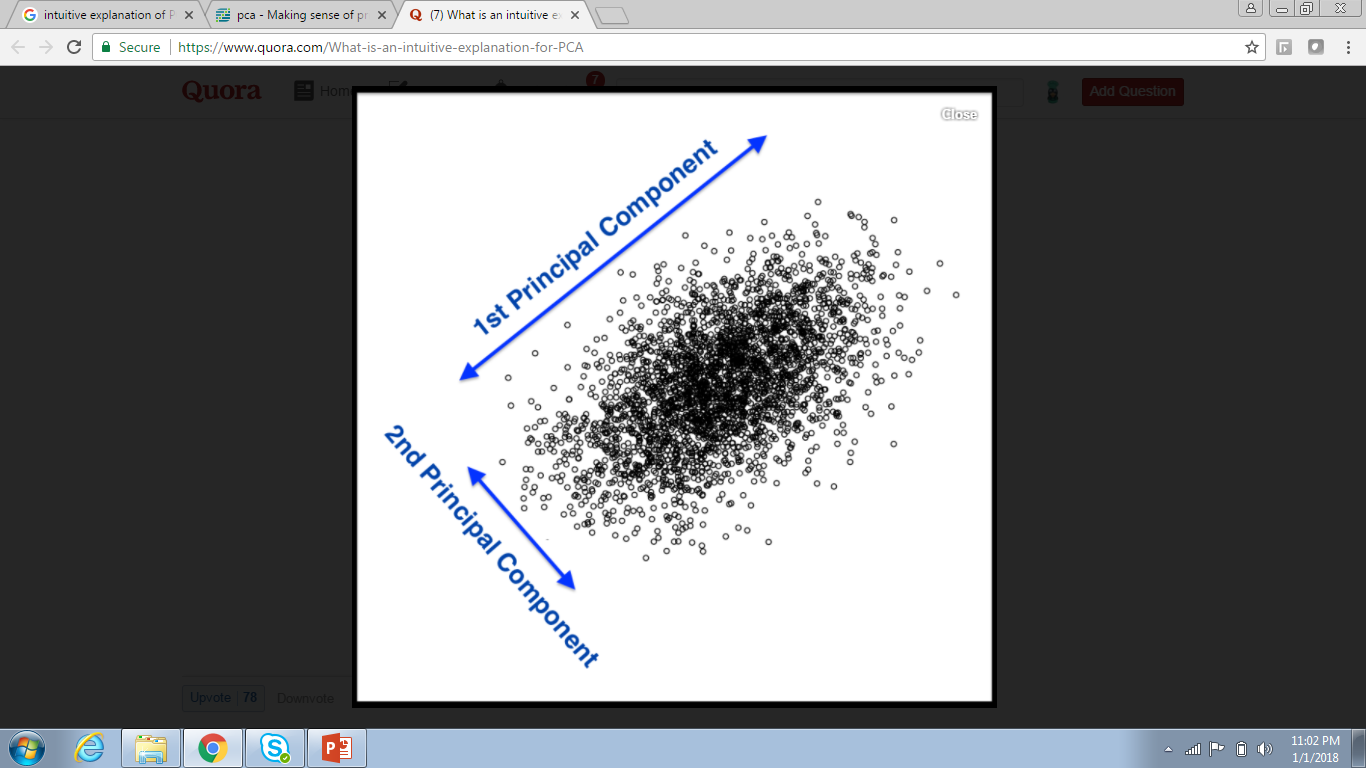 intuitive explanation of P
pca - Making sense of pr
(7) What is an intuitive ex
Secure
https://www.quora.com/What-is-an-intuitive-explanation-for-PCA
Quora
7
Add Question
Close
1st Principal Component
2nd Principal Component
Upvote 78
Downvote
11:02 PM
1/1/2018